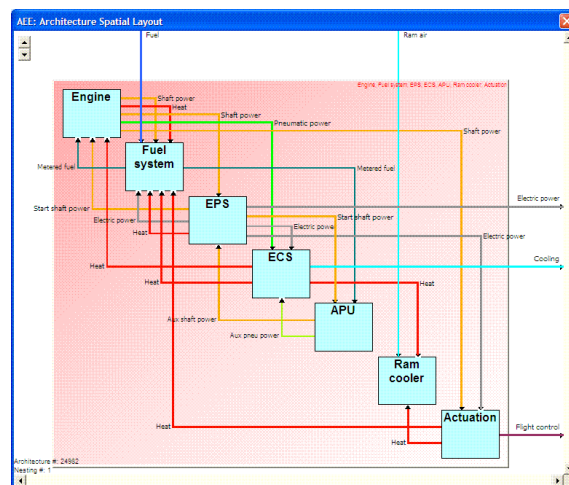 AEE: Architecture Spatial Layout
Fuel
Ram air
Engine, Fuel system, EPS, ECS, APU, Ram cooler, Actuation
Engine
Shaft power
Heat
Shaft power
Pneumatic power
Shaft power
Fuel
system
Metered fuel
Metered fuel
EPS
Electric power
Start shaft power
Electric power
Start shaft power
Electric powe
Electric power
Heat
ECS
Cooling
Heat
Heat
Heat
APU
Aux shaft power
Aux pneu power
Ram
cooler
Actuation
Heat
Flight control
Heat
Architecture #: 24982
Nesting #: 1